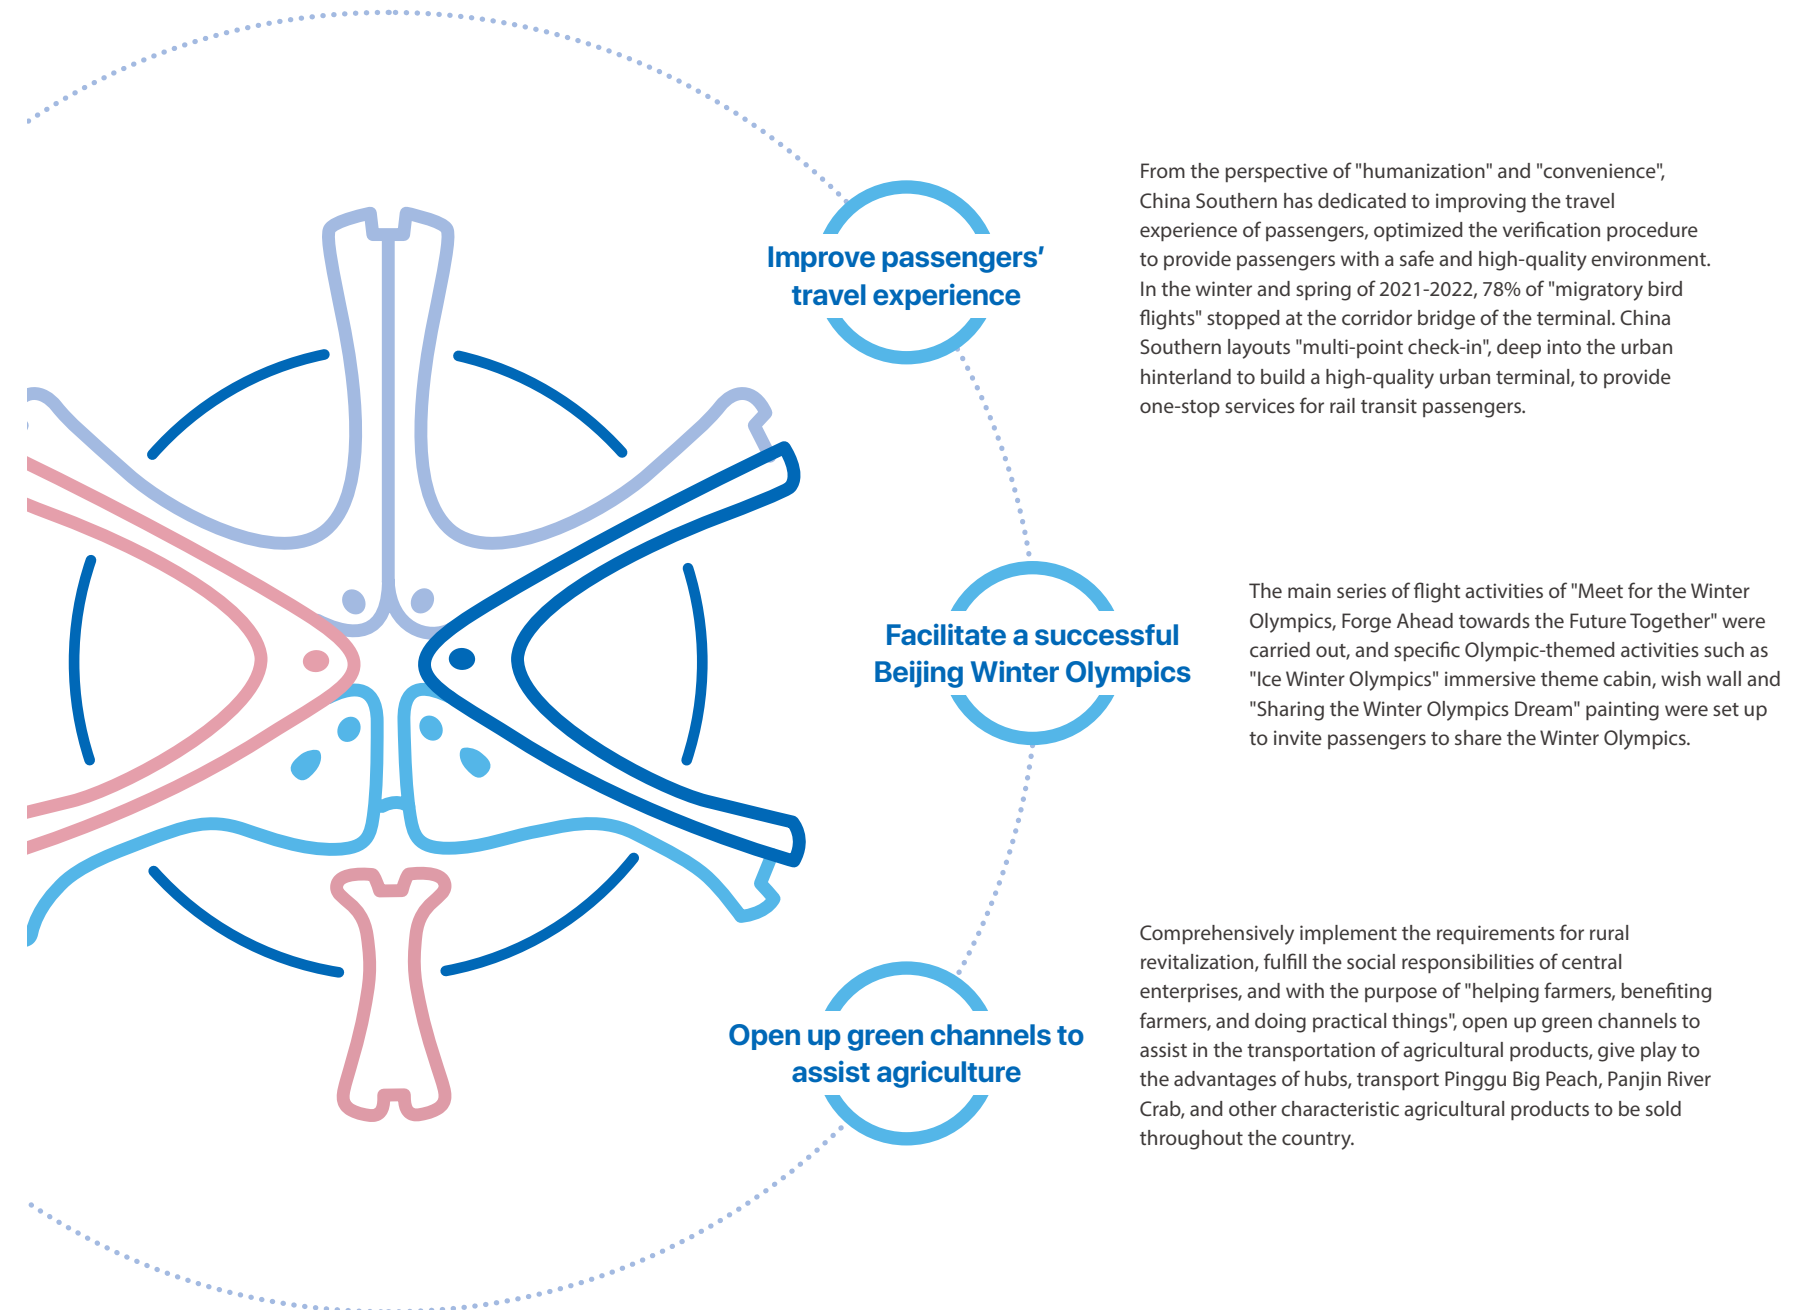 Improve passengers'
travel experience
From the perspective of "humanization" and "convenience",
China Southern has dedicated to improving the travel
experience of passengers, optimized the verification procedure
to provide passengers with a safe and high-quality environment.
In the winter and spring of 2021-2022, 78% of "migratory bird
flights" stopped at the corridor bridge of the terminal. China
Southern layouts "multi-point check-in", deep into the urban
hinterland to build a high-quality urban terminal, to provide
one-stop services for rail transit passengers.
Facilitate a successful
Beijing Winter Olympics
The main series of flight activities of "Meet for the Winter
Olympics, Forge Ahead towards the Future Together" were
carried out, and specific Olympic-themed activities such as
"Ice Winter Olympics" immersive theme cabin, wish wall and
"Sharing the Winter Olympics Dream" painting were set up
to invite passengers to share the Winter Olympics.
Open up green channels to
assist agriculture
Comprehensively implement the requirements for rural
revitalization, fulfill the social responsibilities of central
enterprises, and with the purpose of "helping farmers, benefiting
farmers, and doing practical things", open up green channels to
assist in the transportation of agricultural products, give play to
the advantages of hubs, transport Pinggu Big Peach, Panjin River
Crab, and other characteristic agricultural products to be sold
throughout the country.